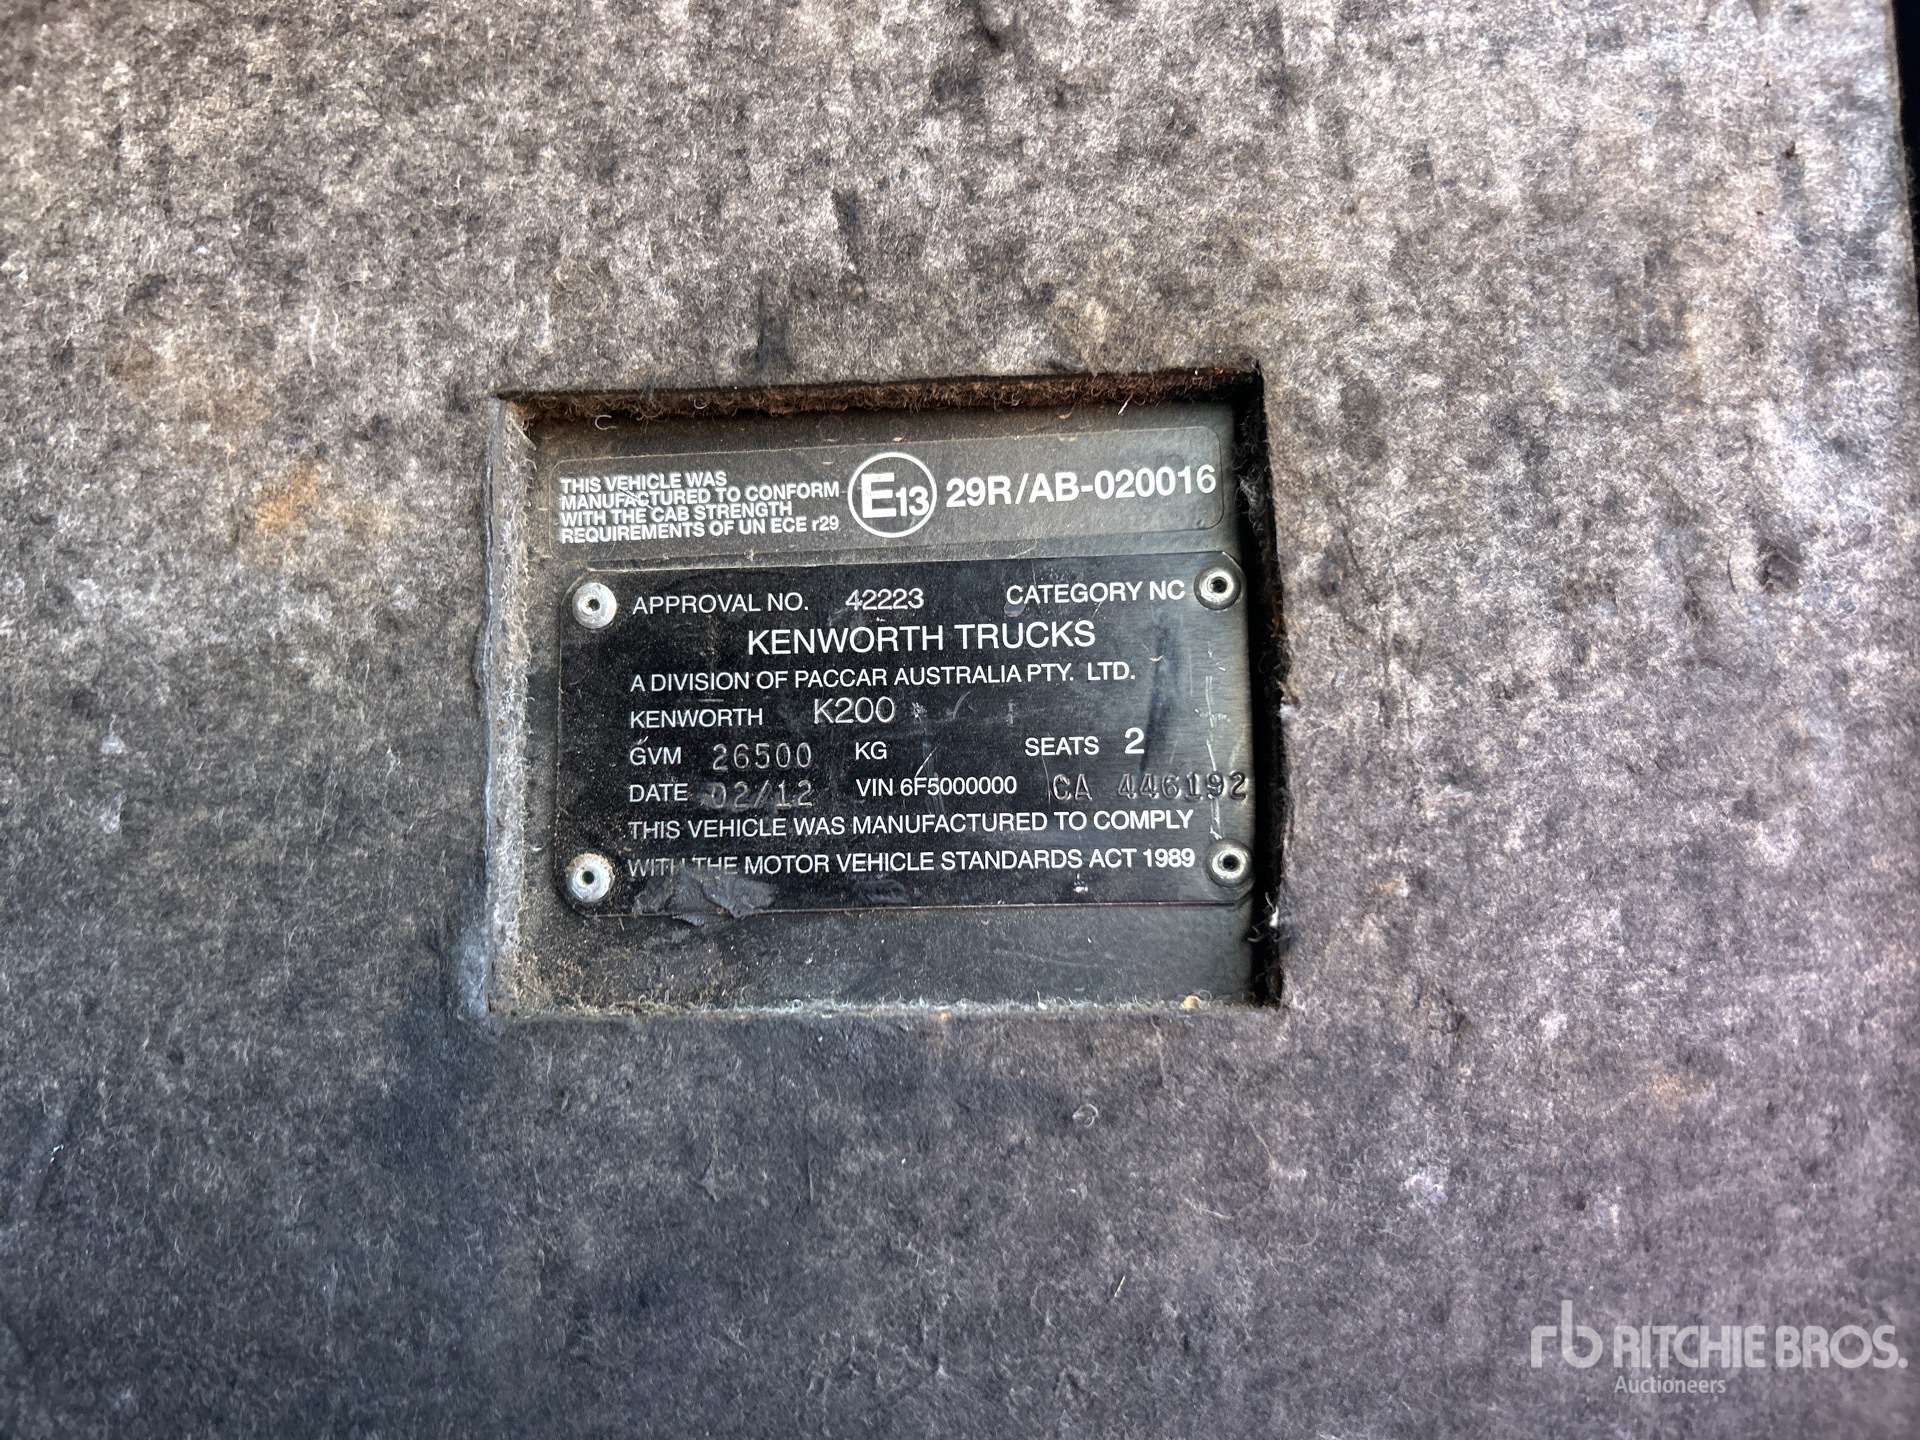 THIS VEHICLE WAS
MANUFACTURED TO CONFORM
WITH THE CAB STRENGTH
REQUIREMENTS OF UN ECE r29
E13 29R/AB-020016
APPROVAL NO. 42223 CATEGORY NC
KENWORTH TRUCKS
A DIVISION OF PACCAR AUSTRALIA PTY. LTD.
KENWORTH K200
GVM 26500 KG SEATS 2
DATE 02/12 VIN 6F5000000 CA 446192
THIS VEHICLE WAS MANUFACTURED TO COMPLY
WITH THE MOTOR VEHICLE STANDARDS ACT 1989
rb RITCHIE BROS.
Auctioneers